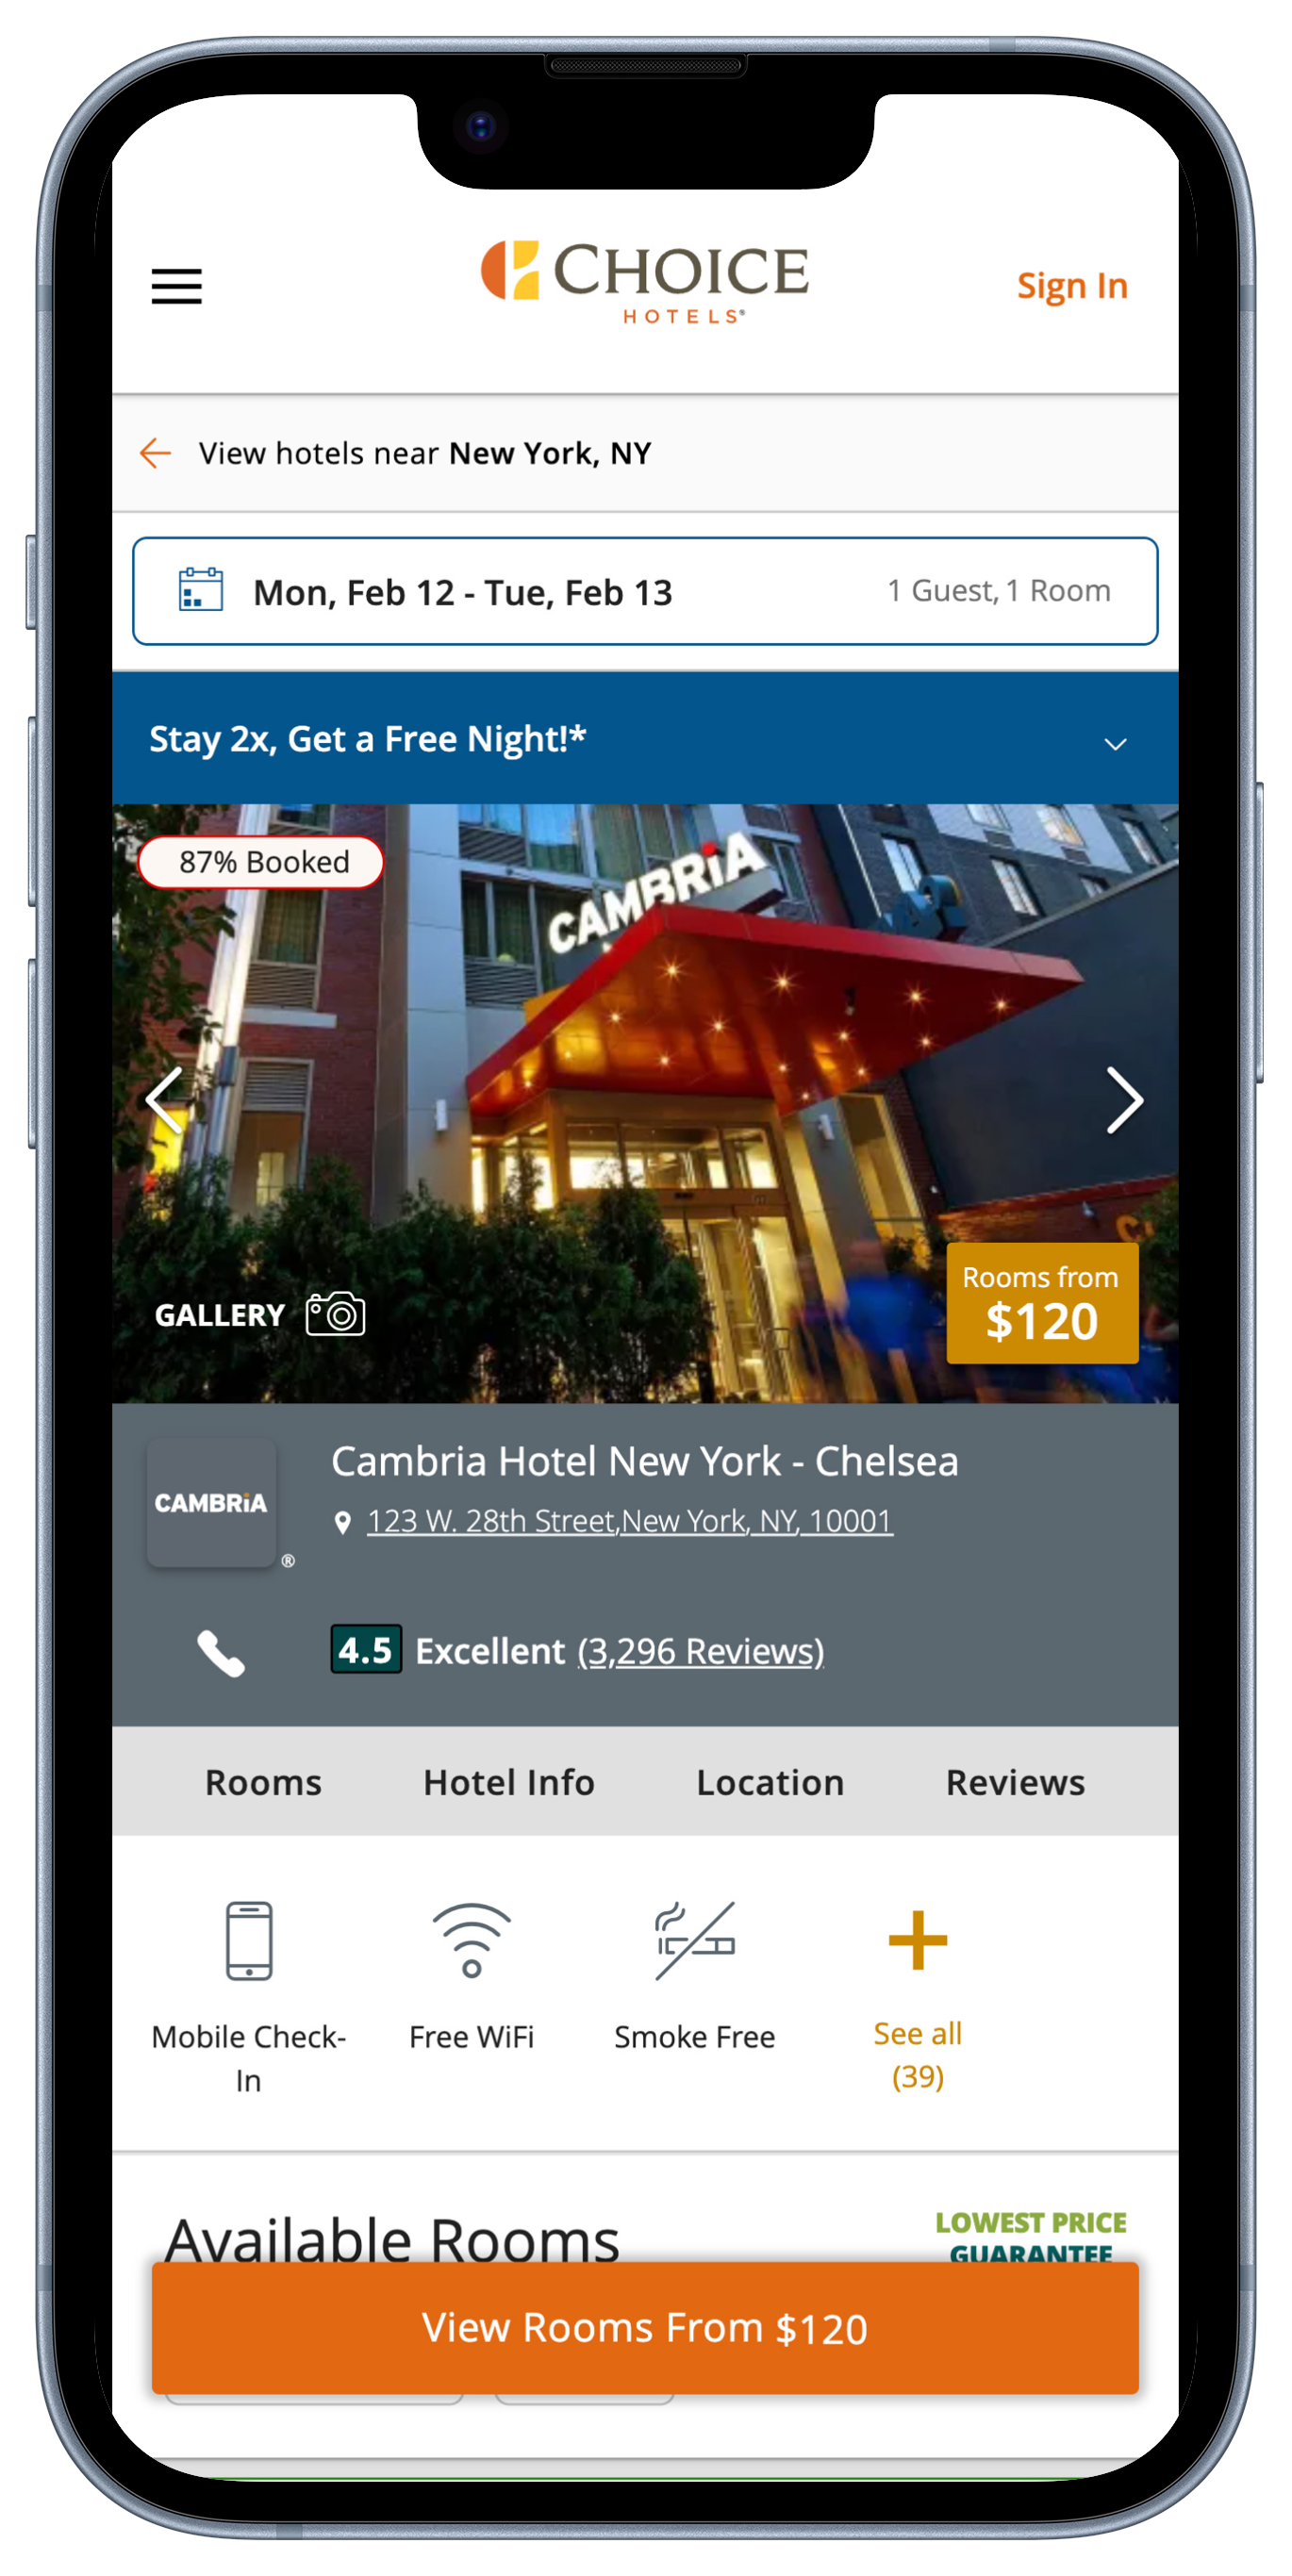 CHOICE
HOTELS®
Sign In
View hotels near New York, NY
Mon, Feb 12 - Tue, Feb 13
1 Guest, 1 Room
Stay 2x, Get a Free Night!*
87% Booked
CAMBRiA
GALLERY
Rooms from
$120
CAMBRiA
®
Cambria Hotel New York - Chelsea
123 W. 28th Street,New York, NY, 10001
4.5 Excellent (3,296 Reviews)
Rooms
Hotel Info
Location
Reviews
Mobile Check-
In
Free WiFi
Smoke Free
See all
(39)
Available Rooms
LOWEST PRICE
GUARANTEE
View Rooms From $120